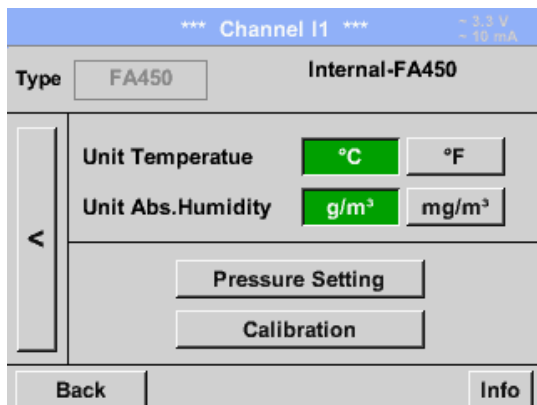 *** Channel I1 ***
~ 3.3 V
~ 10 mA
Type FA450 Internal-FA450
Unit Temperatue °C °F
Unit Abs.Humidity g/m³ mg/m³
<
Pressure Setting
Calibration
Back Info